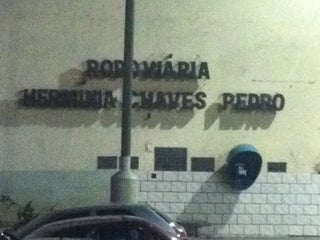 RODOVIÁRIA
HERMINIA CHAVES PEDRO